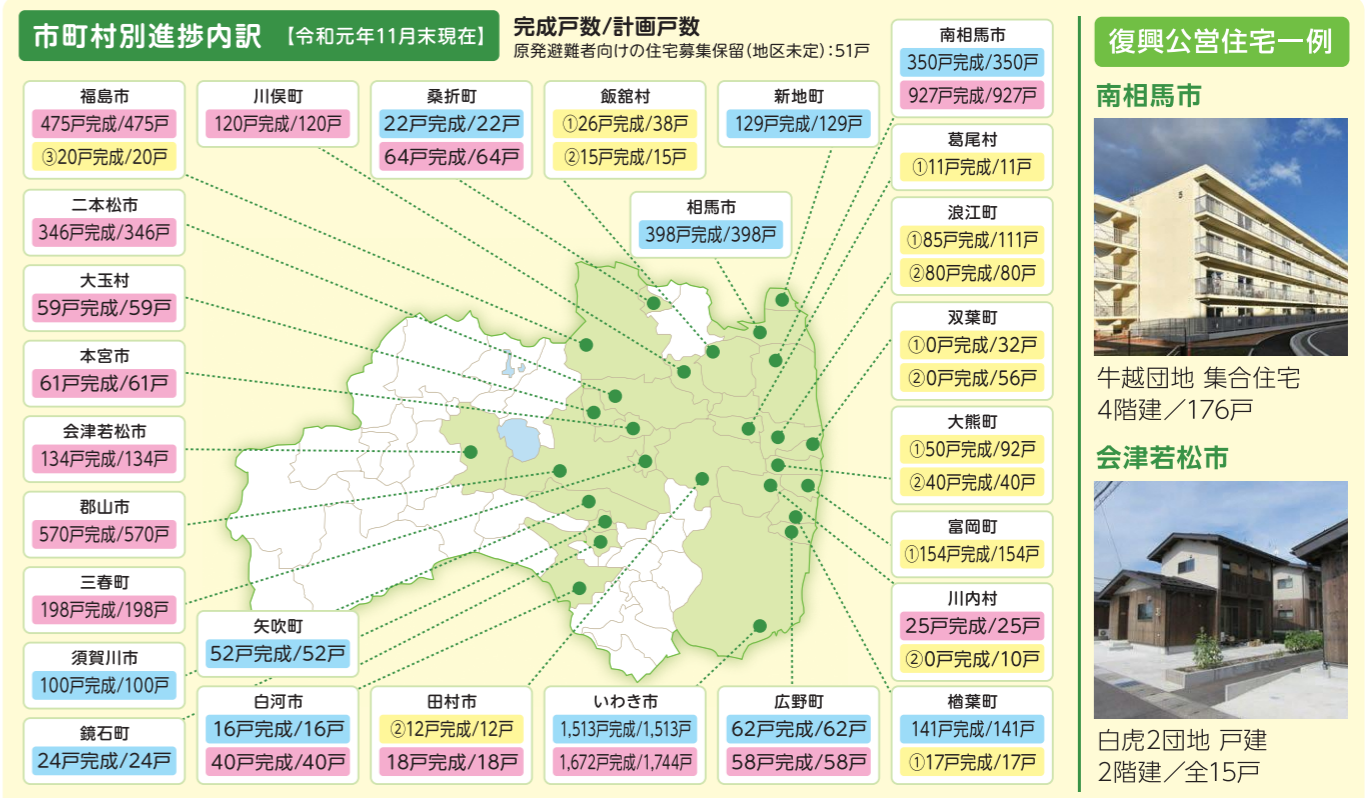 市町村別進捗内訳 【令和元年11月末現在】
完成戸数/計画戸数
原発避難者向けの住宅募集保留(地区未定):51戸
福島市
475戸完成/475戸
③20戸完成/20戸
川俣町
120戸完成/120戸
桑折町
22戸完成/22戸
64戸完成/64戸
飯舘村
①26戸完成/38戸
②15戸完成/15戸
新地町
129戸完成/129戸
南相馬市
350戸完成/350戸
927戸完成/927戸
二本松市
346戸完成/346戸
相馬市
398戸完成/398戸
葛尾村
①11戸完成/11戸
大玉村
59戸完成/59戸
浪江町
①85戸完成/111戸
②80戸完成/80戸
本宮市
61戸完成/61戸
双葉町
①0戸完成/32戸
②0戸完成/56戸
会津若松市
134戸完成/134戸
大熊町
①50戸完成/92戸
②40戸完成/40戸
郡山市
570戸完成/570戸
富岡町
①154戸完成/154戸
三春町
198戸完成/198戸
川内村
25戸完成/25戸
②0戸完成/10戸
矢吹町
52戸完成/52戸
須賀川市
100戸完成/100戸
鏡石町
24戸完成/24戸
白河市
16戸完成/16戸
40戸完成/40戸
田村市
②12戸完成/12戸
18戸完成/18戸
いわき市
1,513戸完成/1,513戸
1,672戸完成/1,744戸
広野町
62戸完成/62戸
58戸完成/58戸
楢葉町
141戸完成/141戸
①17戸完成/17戸
復興公営住宅一例
南相馬市
牛越団地 集合住宅
4階建/176戸
会津若松市
白虎2団地 戸建
2階建/全15戸